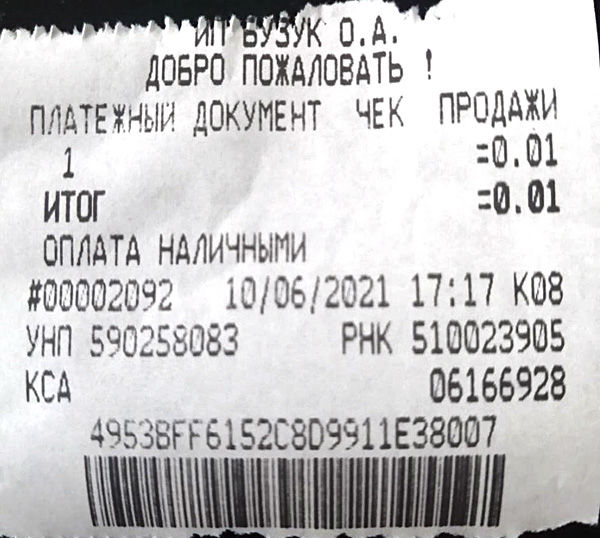 ИП БУЗУК О.А.
ДОБРО ПОЖАЛОВАТЬ !
ПЛАТЕЖНЫЙ ДОКУМЕНТ ЧЕК ПРОДАЖИ
1 =0.01
ИТОГ =0.01
ОПЛАТА НАЛИЧНЫМИ
#00002092 10/06/2021 17:17 К08
УНП 590258083 РНК 510023905
КСА 06166928
4953BFF6152C8D9911E38007